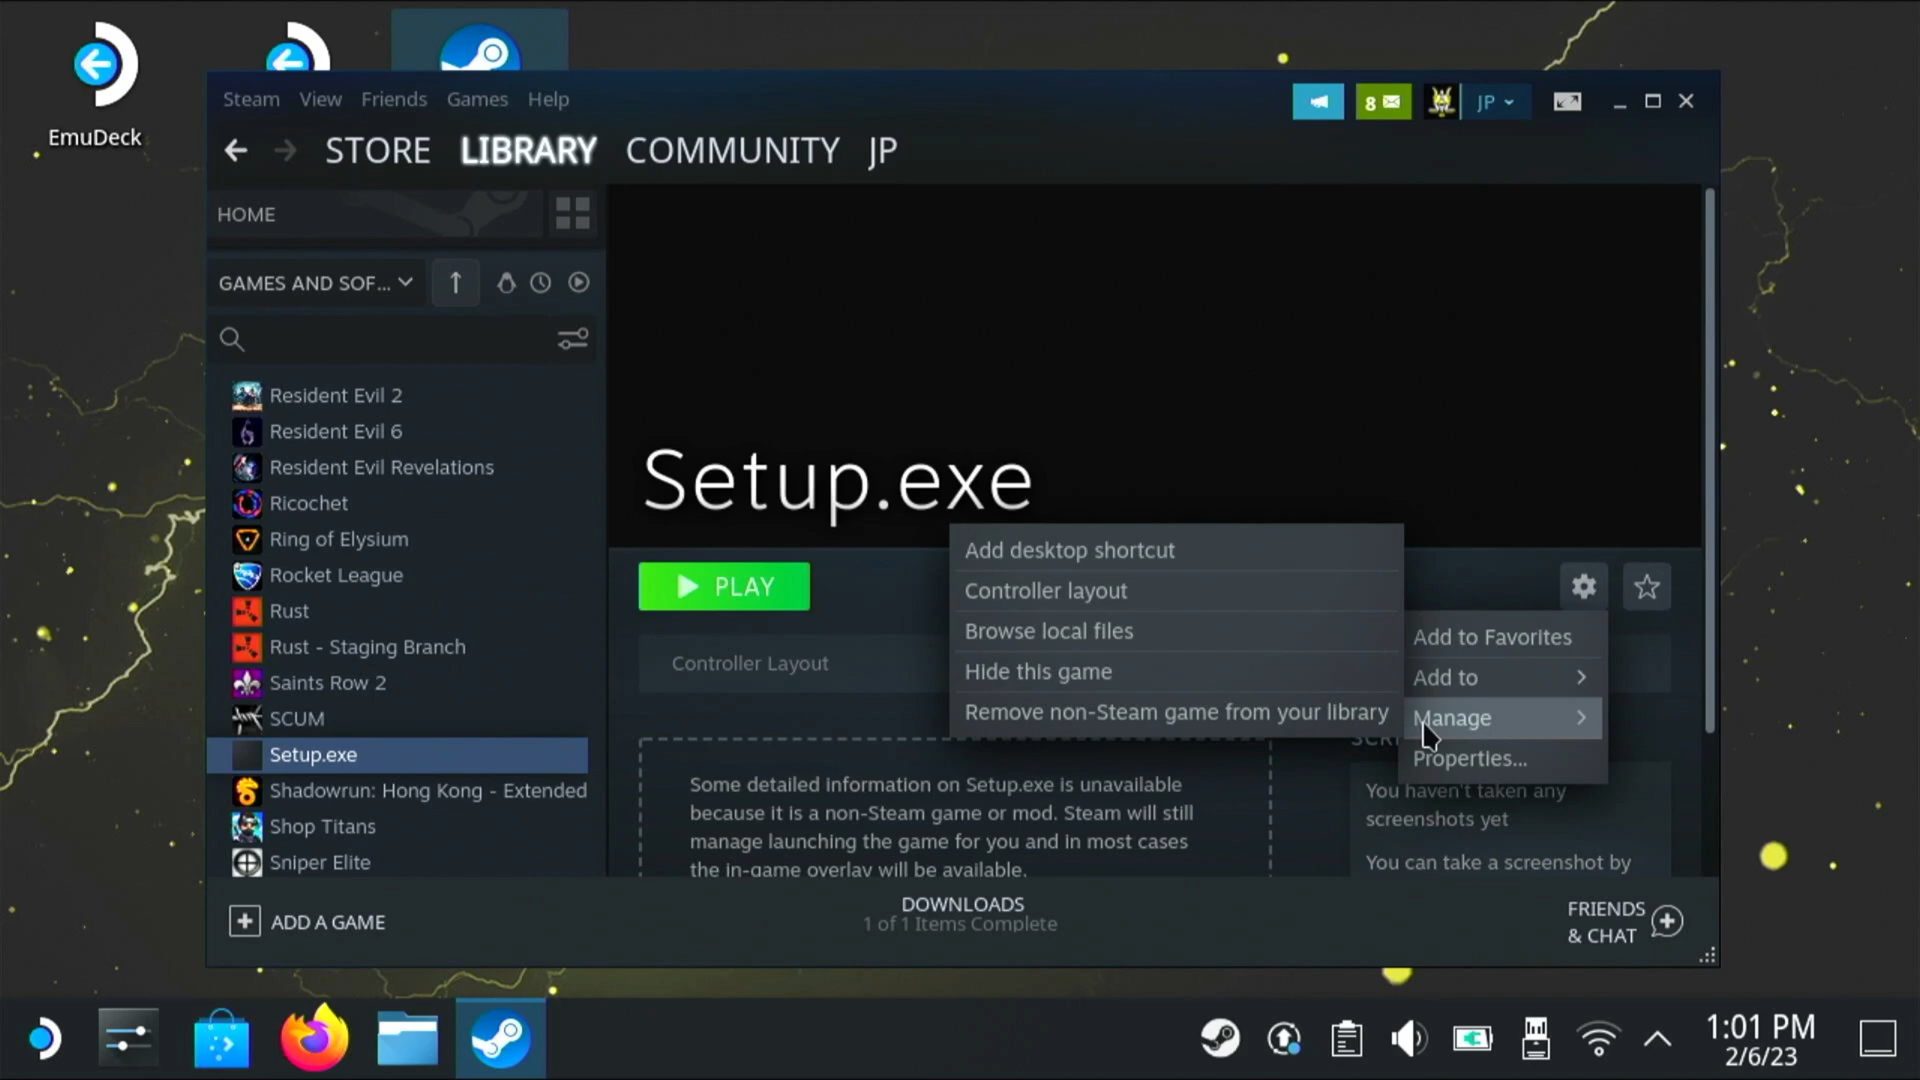 EmuDeck
Steam View Friends Games Help
8
JP
STORE LIBRARY COMMUNITY JP
HOME
GAMES AND SOF...
Resident Evil 2
Resident Evil 6
Resident Evil Revelations
Ricochet
Ring of Elysium
Rocket League
Rust
Rust - Staging Branch
Saints Row 2
SCUM
Setup.exe
Shadowrun: Hong Kong - Extended
Shop Titans
Sniper Elite
Setup.exe
PLAY
Add desktop shortcut
Controller layout
Browse local files
Hide this game
Remove non-Steam game from your library
Add to Favorites
Add to
Manage
Properties...
Controller Layout
Some detailed information on Setup.exe is unavailable
because it is a non-Steam game or mod. Steam will still
manage launching the game for you and in most cases
the in-game overlay will be available.
You haven't taken any
screenshots yet
You can take a screenshot by
ADD A GAME
DOWNLOADS
1 of 1 Items Complete
FRIENDS
& CHAT
1:01 PM
2/6/23